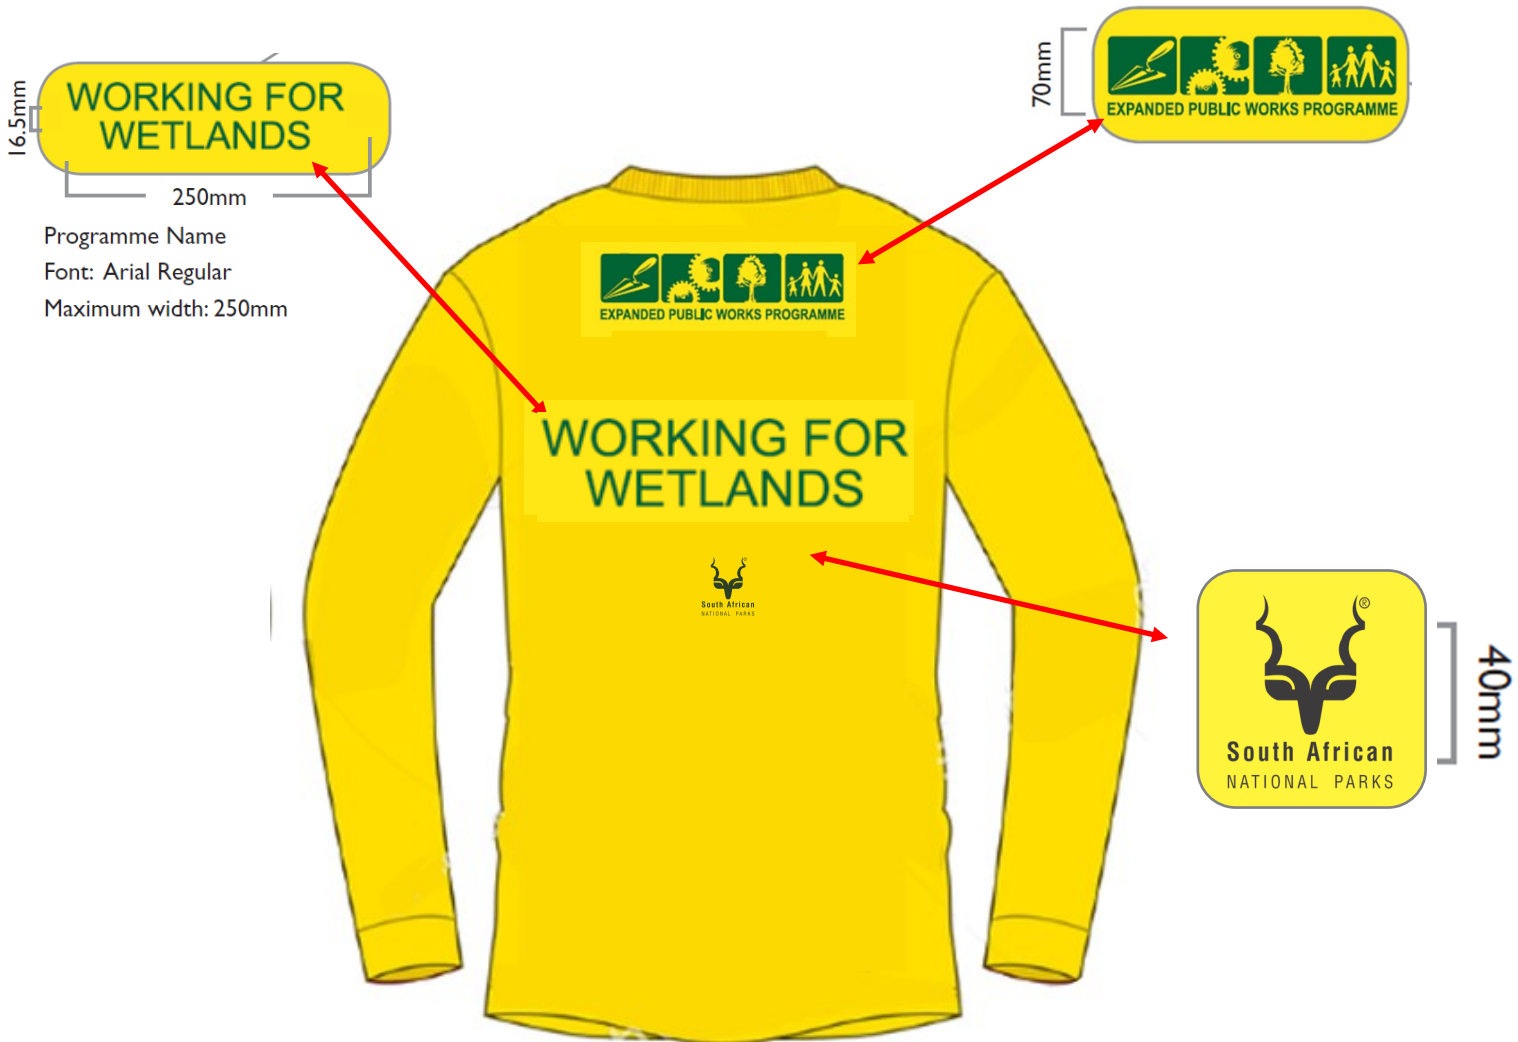 WORKING FOR
WETLANDS
16.5mm
250mm
Programme Name
Font: Arial Regular
Maximum width: 250mm
70mm
EXPANDED PUBLIC WORKS PROGRAMME
EXPANDED PUBLIC WORKS PROGRAMME
WORKING FOR
WETLANDS
®
South African
NATIONAL PARKS
®
South African
NATIONAL PARKS
40mm